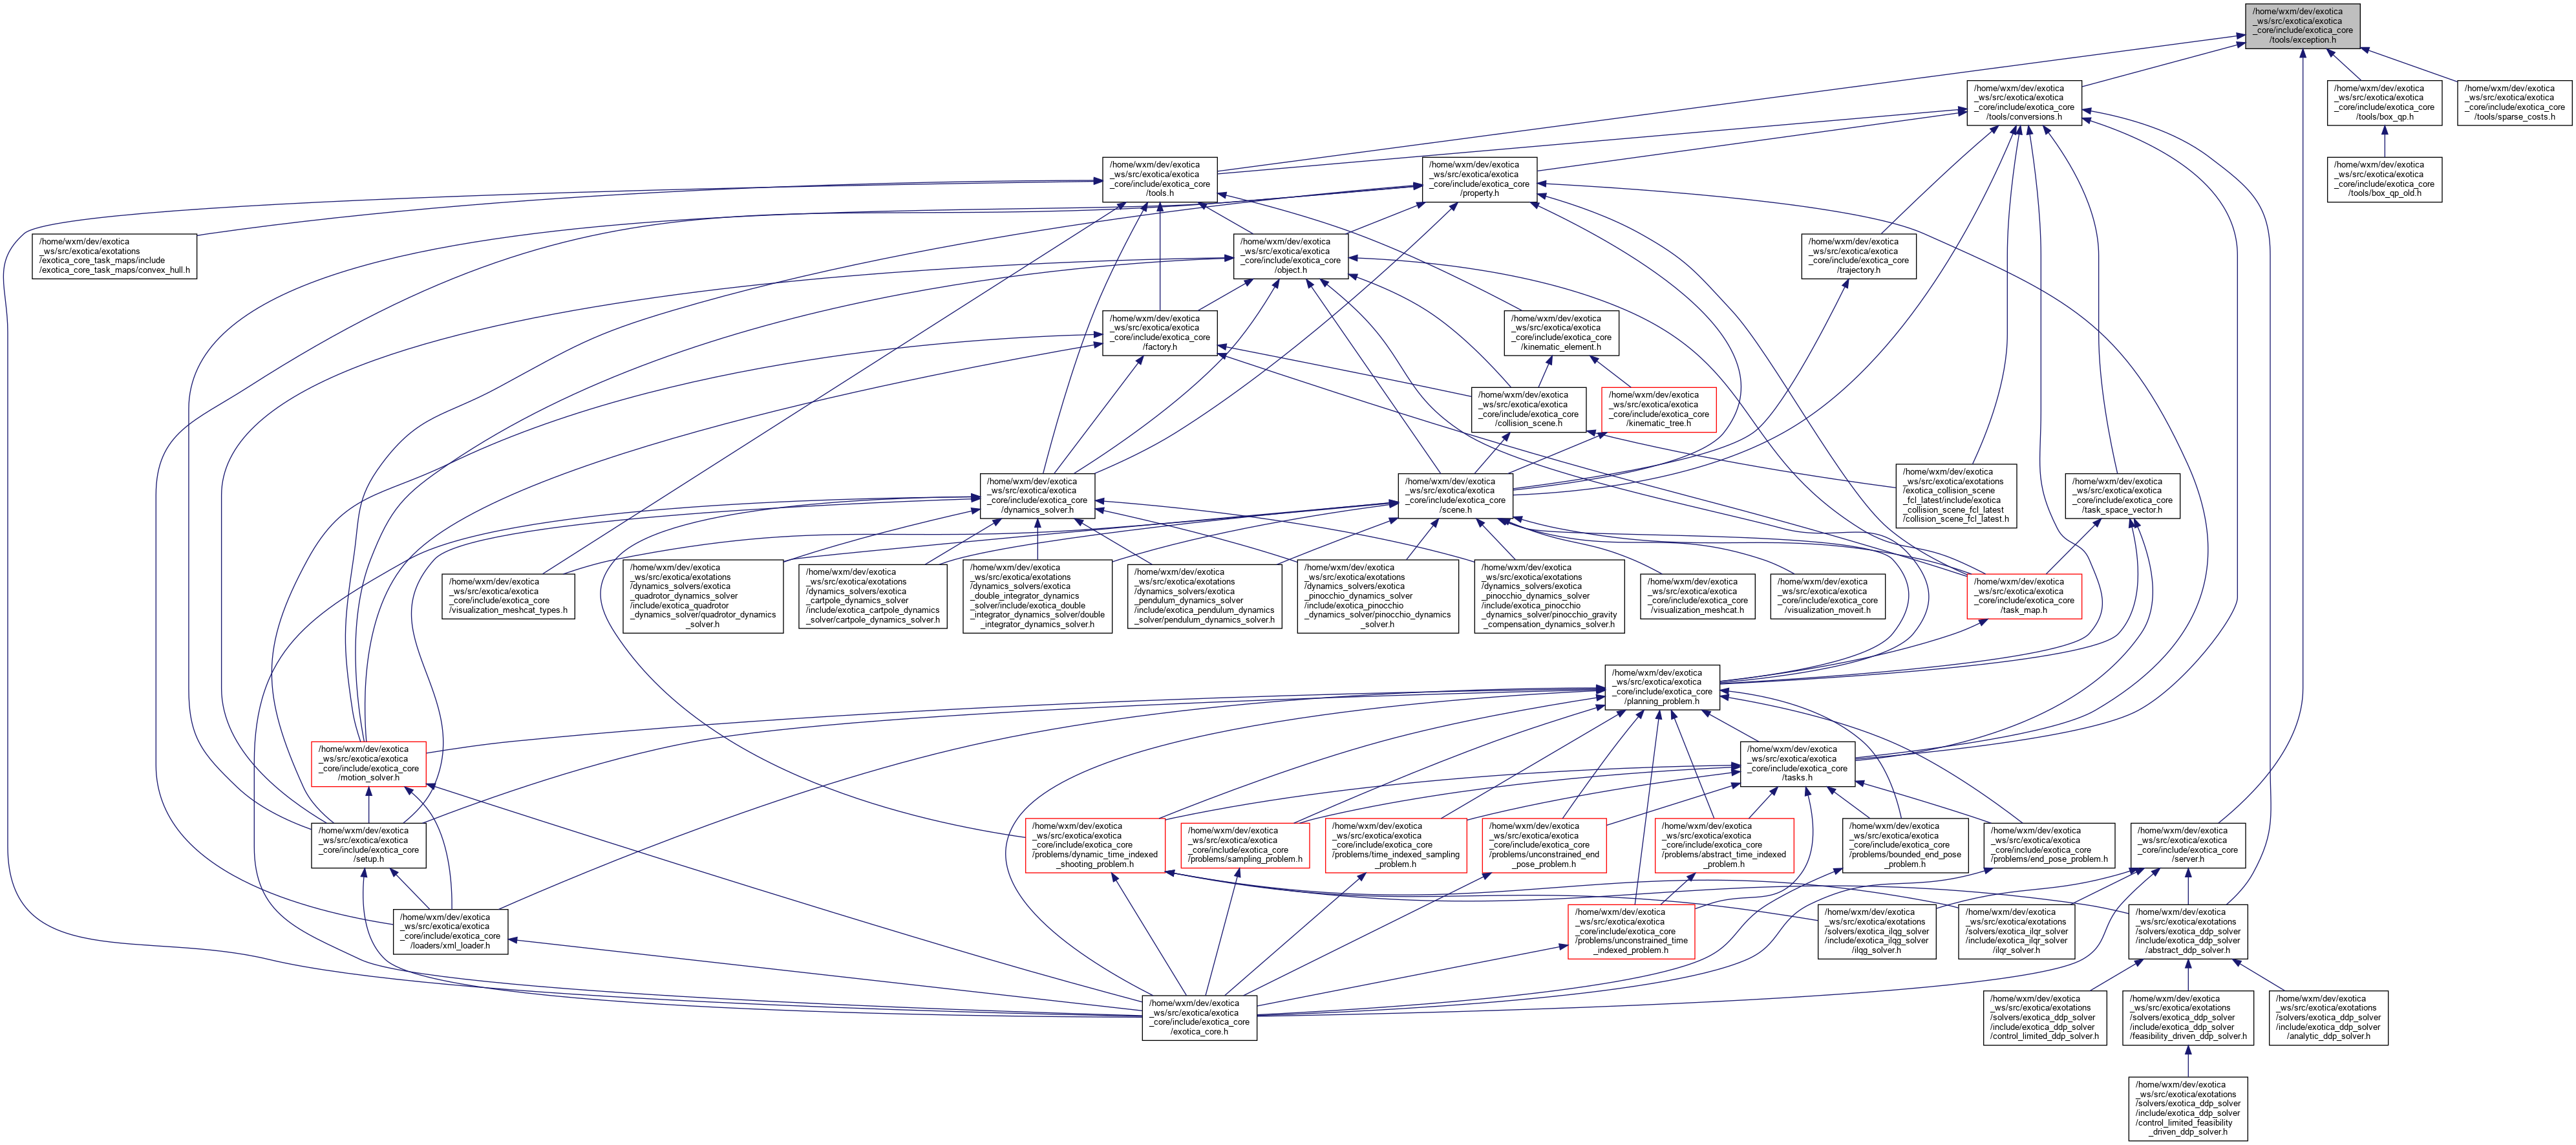 /home/wxm/dev/exotica
_ws/src/exotica/exotica
_core/include/exotica_core
/tools/exception.h
/home/wxm/dev/exotica
_ws/src/exotica/exotica
_core/include/exotica_core
/tools/conversions.h
/home/wxm/dev/exotica
_ws/src/exotica/exotica
_core/include/exotica_core
/tools/box_qp.h
/home/wxm/dev/exotica
_ws/src/exotica/exotica
_core/include/exotica_core
/tools/sparse_costs.h
/home/wxm/dev/exotica
_ws/src/exotica/exotica
_core/include/exotica_core
/tools.h
/home/wxm/dev/exotica
_ws/src/exotica/exotica
_core/include/exotica_core
/property.h
/home/wxm/dev/exotica
_ws/src/exotica/exotica
_core/include/exotica_core
/tools/box_qp_old.h
/home/wxm/dev/exotica
_ws/src/exotica/exotations
/exotica_core_task_maps/include
/exotica_core_task_maps/convex_hull.h
/home/wxm/dev/exotica
_ws/src/exotica/exotica
_core/include/exotica_core
/object.h
/home/wxm/dev/exotica
_ws/src/exotica/exotica
_core/include/exotica_core
/trajectory.h
/home/wxm/dev/exotica
_ws/src/exotica/exotica
_core/include/exotica_core
/factory.h
/home/wxm/dev/exotica
_ws/src/exotica/exotica
_core/include/exotica_core
/kinematic_element.h
/home/wxm/dev/exotica
_ws/src/exotica/exotica
_core/include/exotica_core
/collision_scene.h
/home/wxm/dev/exotica
_ws/src/exotica/exotica
_core/include/exotica_core
/kinematic_tree.h
/home/wxm/dev/exotica
_ws/src/exotica/exotica
_core/include/exotica_core
/dynamics_solver.h
/home/wxm/dev/exotica
_ws/src/exotica/exotica
_core/include/exotica_core
/scene.h
/home/wxm/dev/exotica
_ws/src/exotica/exotations
/exotica_collision_scene
_fcl_latest/include/exotica
_collision_scene_fcl_latest
/collision_scene_fcl_latest.h
/home/wxm/dev/exotica
_ws/src/exotica/exotica
_core/include/exotica_core
/task_space_vector.h
/home/wxm/dev/exotica
_ws/src/exotica/exotica
_core/include/exotica_core
/visualization_meshcat_types.h
/home/wxm/dev/exotica
_ws/src/exotica/exotations
/dynamics_solvers/exotica
_quadrotor_dynamics_solver
/include/exotica_quadrotor
_dynamics_solver/quadrotor_dynamics
_solver.h
/home/wxm/dev/exotica
_ws/src/exotica/exotations
/dynamics_solvers/exotica
_cartpole_dynamics_solver
/include/exotica_cartpole_dynamics
_solver/cartpole_dynamics_solver.h
/home/wxm/dev/exotica
_ws/src/exotica/exotations
/dynamics_solvers/exotica
_double_integrator_dynamics
_solver/include/exotica_double
_integrator_dynamics_solver/double
_integrator_dynamics_solver.h
/home/wxm/dev/exotica
_ws/src/exotica/exotations
/dynamics_solvers/exotica
_pendulum_dynamics_solver
/include/exotica_pendulum_dynamics
_solver/pendulum_dynamics_solver.h
/home/wxm/dev/exotica
_ws/src/exotica/exotations
/dynamics_solvers/exotica
_pinocchio_dynamics_solver
/include/exotica_pinocchio
_dynamics_solver/pinocchio_dynamics
_solver.h
/home/wxm/dev/exotica
_ws/src/exotica/exotations
/dynamics_solvers/exotica
_pinocchio_dynamics_solver
/include/exotica_pinocchio
_dynamics_solver/pinocchio_gravity
_compensation_dynamics_solver.h
/home/wxm/dev/exotica
_ws/src/exotica/exotica
_core/include/exotica_core
/visualization_meshcat.h
/home/wxm/dev/exotica
_ws/src/exotica/exotica
_core/include/exotica_core
/visualization_moveit.h
/home/wxm/dev/exotica
_ws/src/exotica/exotica
_core/include/exotica_core
/task_map.h
/home/wxm/dev/exotica
_ws/src/exotica/exotica
_core/include/exotica_core
/planning_problem.h
/home/wxm/dev/exotica
_ws/src/exotica/exotica
_core/include/exotica_core
/motion_solver.h
/home/wxm/dev/exotica
_ws/src/exotica/exotica
_core/include/exotica_core
/tasks.h
/home/wxm/dev/exotica
_ws/src/exotica/exotica
_core/include/exotica_core
/setup.h
/home/wxm/dev/exotica
_ws/src/exotica/exotica
_core/include/exotica_core
/problems/dynamic_time_indexed
_shooting_problem.h
/home/wxm/dev/exotica
_ws/src/exotica/exotica
_core/include/exotica_core
/problems/sampling_problem.h
/home/wxm/dev/exotica
_ws/src/exotica/exotica
_core/include/exotica_core
/problems/time_indexed_sampling
_problem.h
/home/wxm/dev/exotica
_ws/src/exotica/exotica
_core/include/exotica_core
/problems/unconstrained_end
_pose_problem.h
/home/wxm/dev/exotica
_ws/src/exotica/exotica
_core/include/exotica_core
/problems/abstract_time_indexed
_problem.h
/home/wxm/dev/exotica
_ws/src/exotica/exotica
_core/include/exotica_core
/problems/bounded_end_pose
_problem.h
/home/wxm/dev/exotica
_ws/src/exotica/exotica
_core/include/exotica_core
/problems/end_pose_problem.h
/home/wxm/dev/exotica
_ws/src/exotica/exotica
_core/include/exotica_core
/server.h
/home/wxm/dev/exotica
_ws/src/exotica/exotica
_core/include/exotica_core
/loaders/xml_loader.h
/home/wxm/dev/exotica
_ws/src/exotica/exotica
_core/include/exotica_core
/problems/unconstrained_time
_indexed_problem.h
/home/wxm/dev/exotica
_ws/src/exotica/exotations
/solvers/exotica_ilqg_solver
/include/exotica_ilqg_solver
/ilqg_solver.h
/home/wxm/dev/exotica
_ws/src/exotica/exotations
/solvers/exotica_ilqr_solver
/include/exotica_ilqr_solver
/ilqr_solver.h
/home/wxm/dev/exotica
_ws/src/exotica/exotations
/solvers/exotica_ddp_solver
/include/exotica_ddp_solver
/abstract_ddp_solver.h
/home/wxm/dev/exotica
_ws/src/exotica/exotica
_core/include/exotica_core
/exotica_core.h
/home/wxm/dev/exotica
_ws/src/exotica/exotations
/solvers/exotica_ddp_solver
/include/exotica_ddp_solver
/control_limited_ddp_solver.h
/home/wxm/dev/exotica
_ws/src/exotica/exotations
/solvers/exotica_ddp_solver
/include/exotica_ddp_solver
/feasibility_driven_ddp_solver.h
/home/wxm/dev/exotica
_ws/src/exotica/exotations
/solvers/exotica_ddp_solver
/include/exotica_ddp_solver
/analytic_ddp_solver.h
/home/wxm/dev/exotica
_ws/src/exotica/exotations
/solvers/exotica_ddp_solver
/include/exotica_ddp_solver
/control_limited_feasibility
_driven_ddp_solver.h